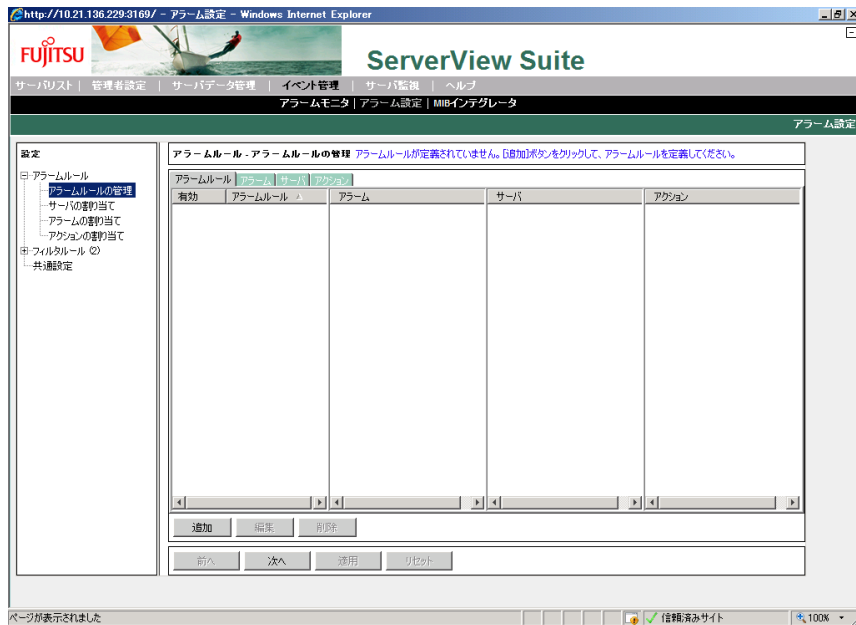 http://10.21.136.229:3169/ - アラーム設定 - Windows Internet Explorer
FUJITSU
ServerView Suite
サーバリスト | 管理者設定 | サーバデータ管理 | イベント管理 | サーバ監視 | ヘルプ
アラームモニタ | アラーム設定 | MIBインテグレータ
アラーム設定
設定
アラームルール
アラームルールの管理
サーバの割り当て
アラームの割り当て
アクションの割り当て
フィルタルール (2)
共通設定
アラームルール - アラームルールの管理 アラームルールが定義されていません。[追加]ボタンをクリックして、アラームルールを定義してください。
アラームルール アラーム サーバ アクション
有効 アラームルール アラーム サーバ アクション
追加 編集 削除
前へ 次へ 適用 リセット
ページが表示されました 信頼済みサイト 100%